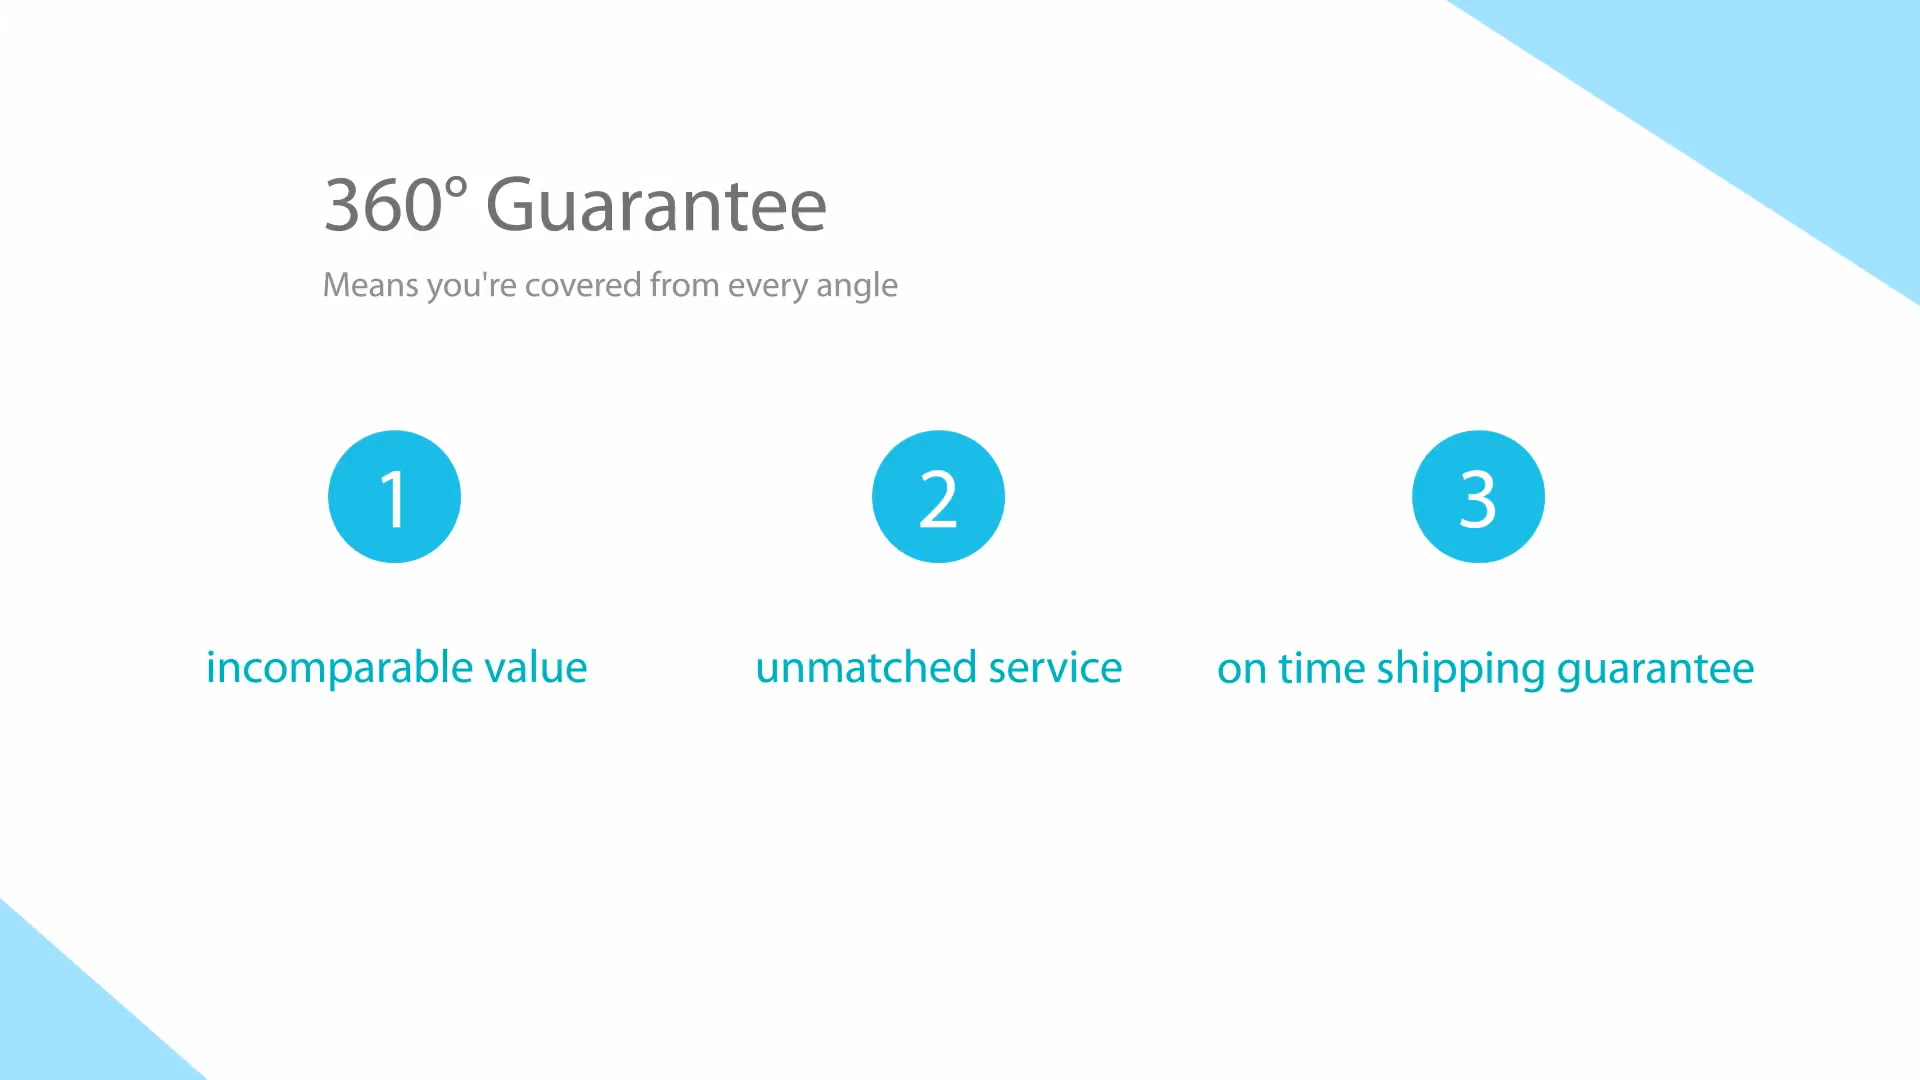 360° Guarantee
Means you're covered from every angle
1
2
3
incomparable value
unmatched service
on time shipping guarantee